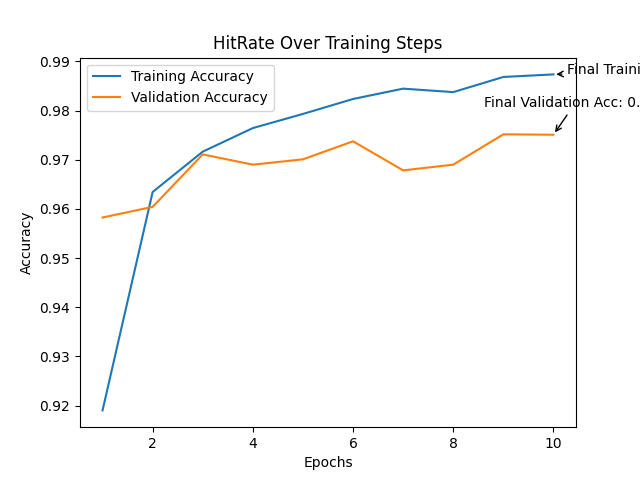 HitRate Over Training Steps
0.99
0.98
0.97
0.96
0.95
0.94
0.93
0.92
Accuracy
Training Accuracy
Validation Accuracy
Final Traini
Final Validation Acc: 0.
2 4 6 8 10
Epochs